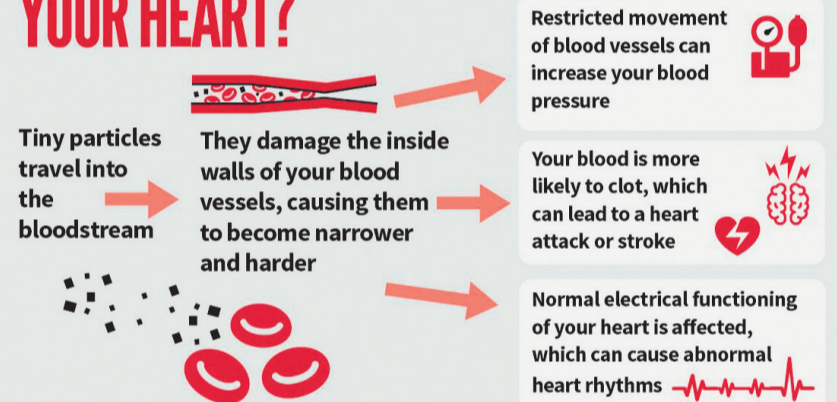 YOUR HEART?
Tiny particles
travel into
the
bloodstream
They damage the inside
walls of your blood
vessels, causing them
to become narrower
and harder
Restricted movement
of blood vessels can
increase your blood
pressure
Your blood is more
likely to clot, which
can lead to a heart
attack or stroke
Normal electrical functioning
of your heart is affected,
which can cause abnormal
heart rhythms